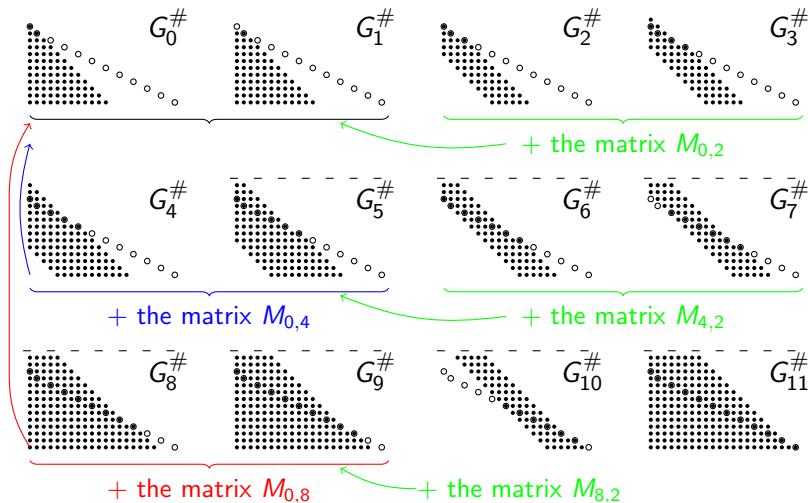 G_0^# G_1^# G_2^# G_3^#
+ the matrix M_{0,2}
G_4^# G_5^# G_6^# G_7^#
+ the matrix M_{0,4} + the matrix M_{4,2}
G_8^# G_9^# G_{10}^# G_{11}^#
+ the matrix M_{0,8} + the matrix M_{8,2}